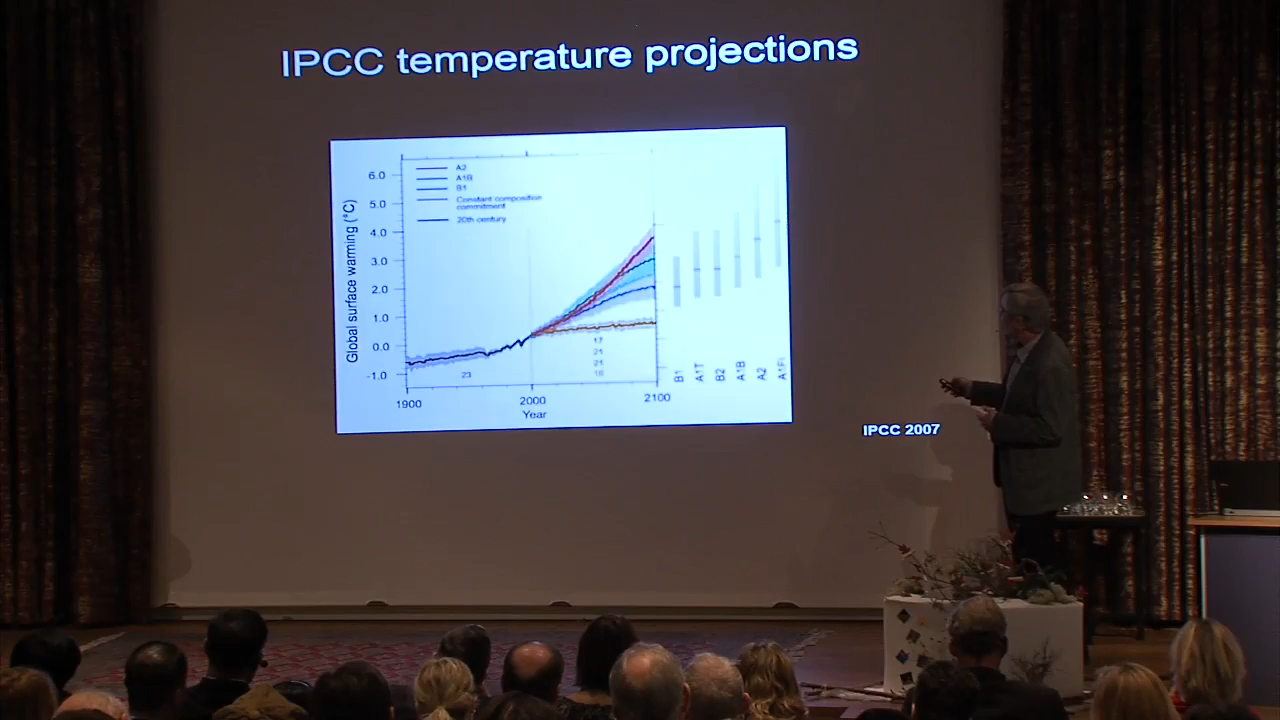 IPCC temperature projections
A2
A1B
B1
Constant composition
commitment
20th century
Global surface warming (°C)
6.0
5.0
4.0
3.0
2.0
1.0
0.0
-1.0
23
17
21
21
16
1900
2000
2100
Year
B1
A1T
B2
A1B
A2
A1FI
IPCC 2007